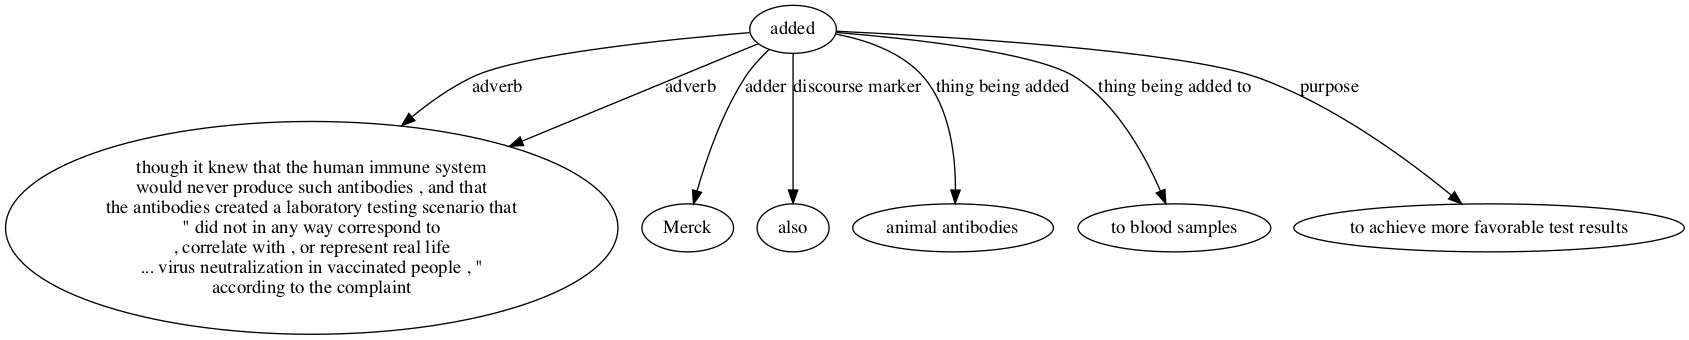 added
adverb
adverb
adder
discourse marker
thing being added
thing being added to
purpose
though it knew that the human immune system
would never produce such antibodies , and that
the antibodies created a laboratory testing scenario that
" did not in any way correspond to
, correlate with , or represent real life
... virus neutralization in vaccinated people , "
according to the complaint
Merck
also
animal antibodies
to blood samples
to achieve more favorable test results